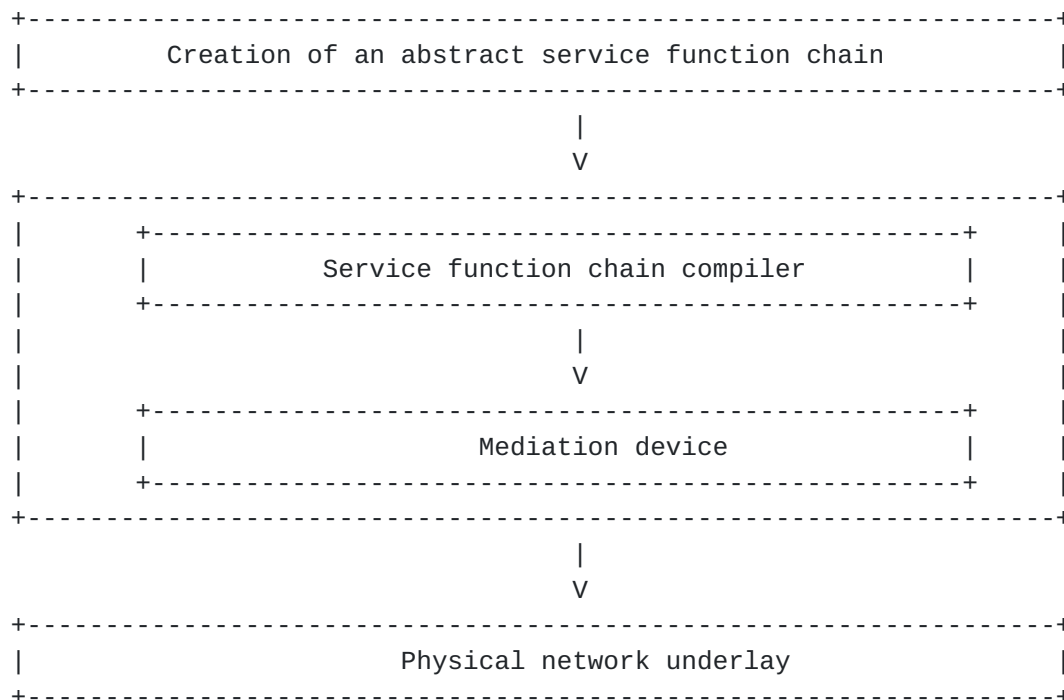 Creation of an abstract service function chain
Service function chain compiler
Mediation device
Physical network underlay